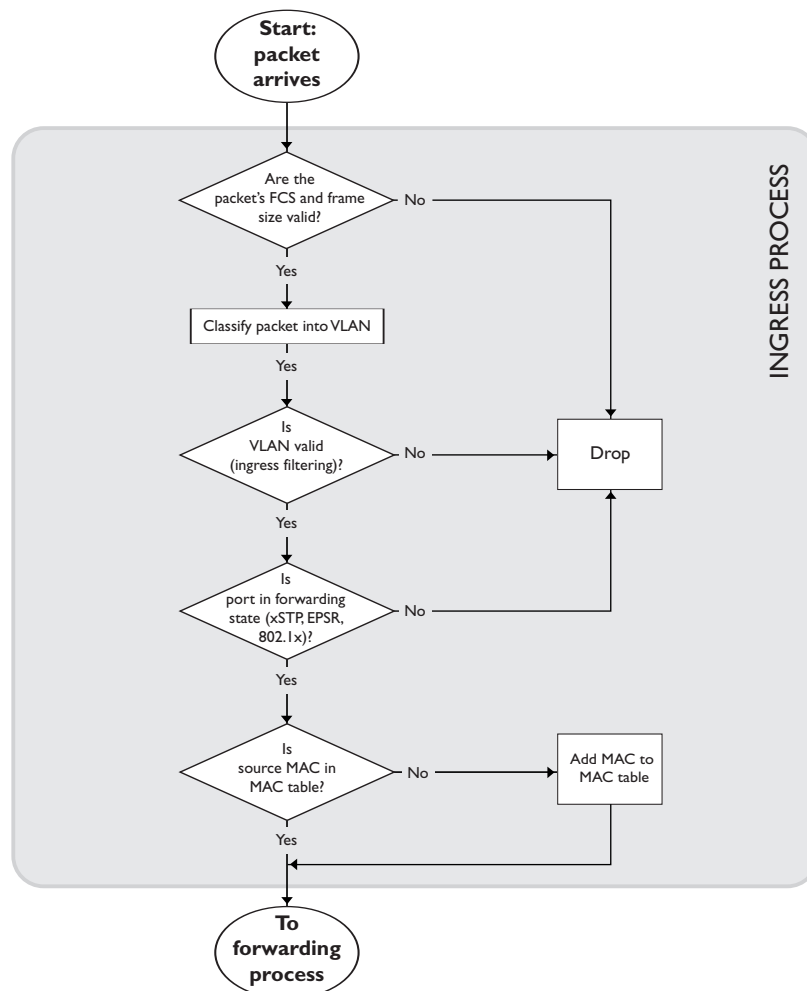 Start:
packet
arrives
INGRESS PROCESS
Are the
packet’s FCS and frame
size valid?
No
Yes
Classify packet into VLAN
Yes
Is
VLAN valid
(ingress filtering)?
No
Drop
Yes
Is
port in forwarding
state (xSTP, EPSR,
802.1x)?
No
Yes
Is
source MAC in
MAC table?
No
Add MAC to
MAC table
Yes
To
forwarding
process